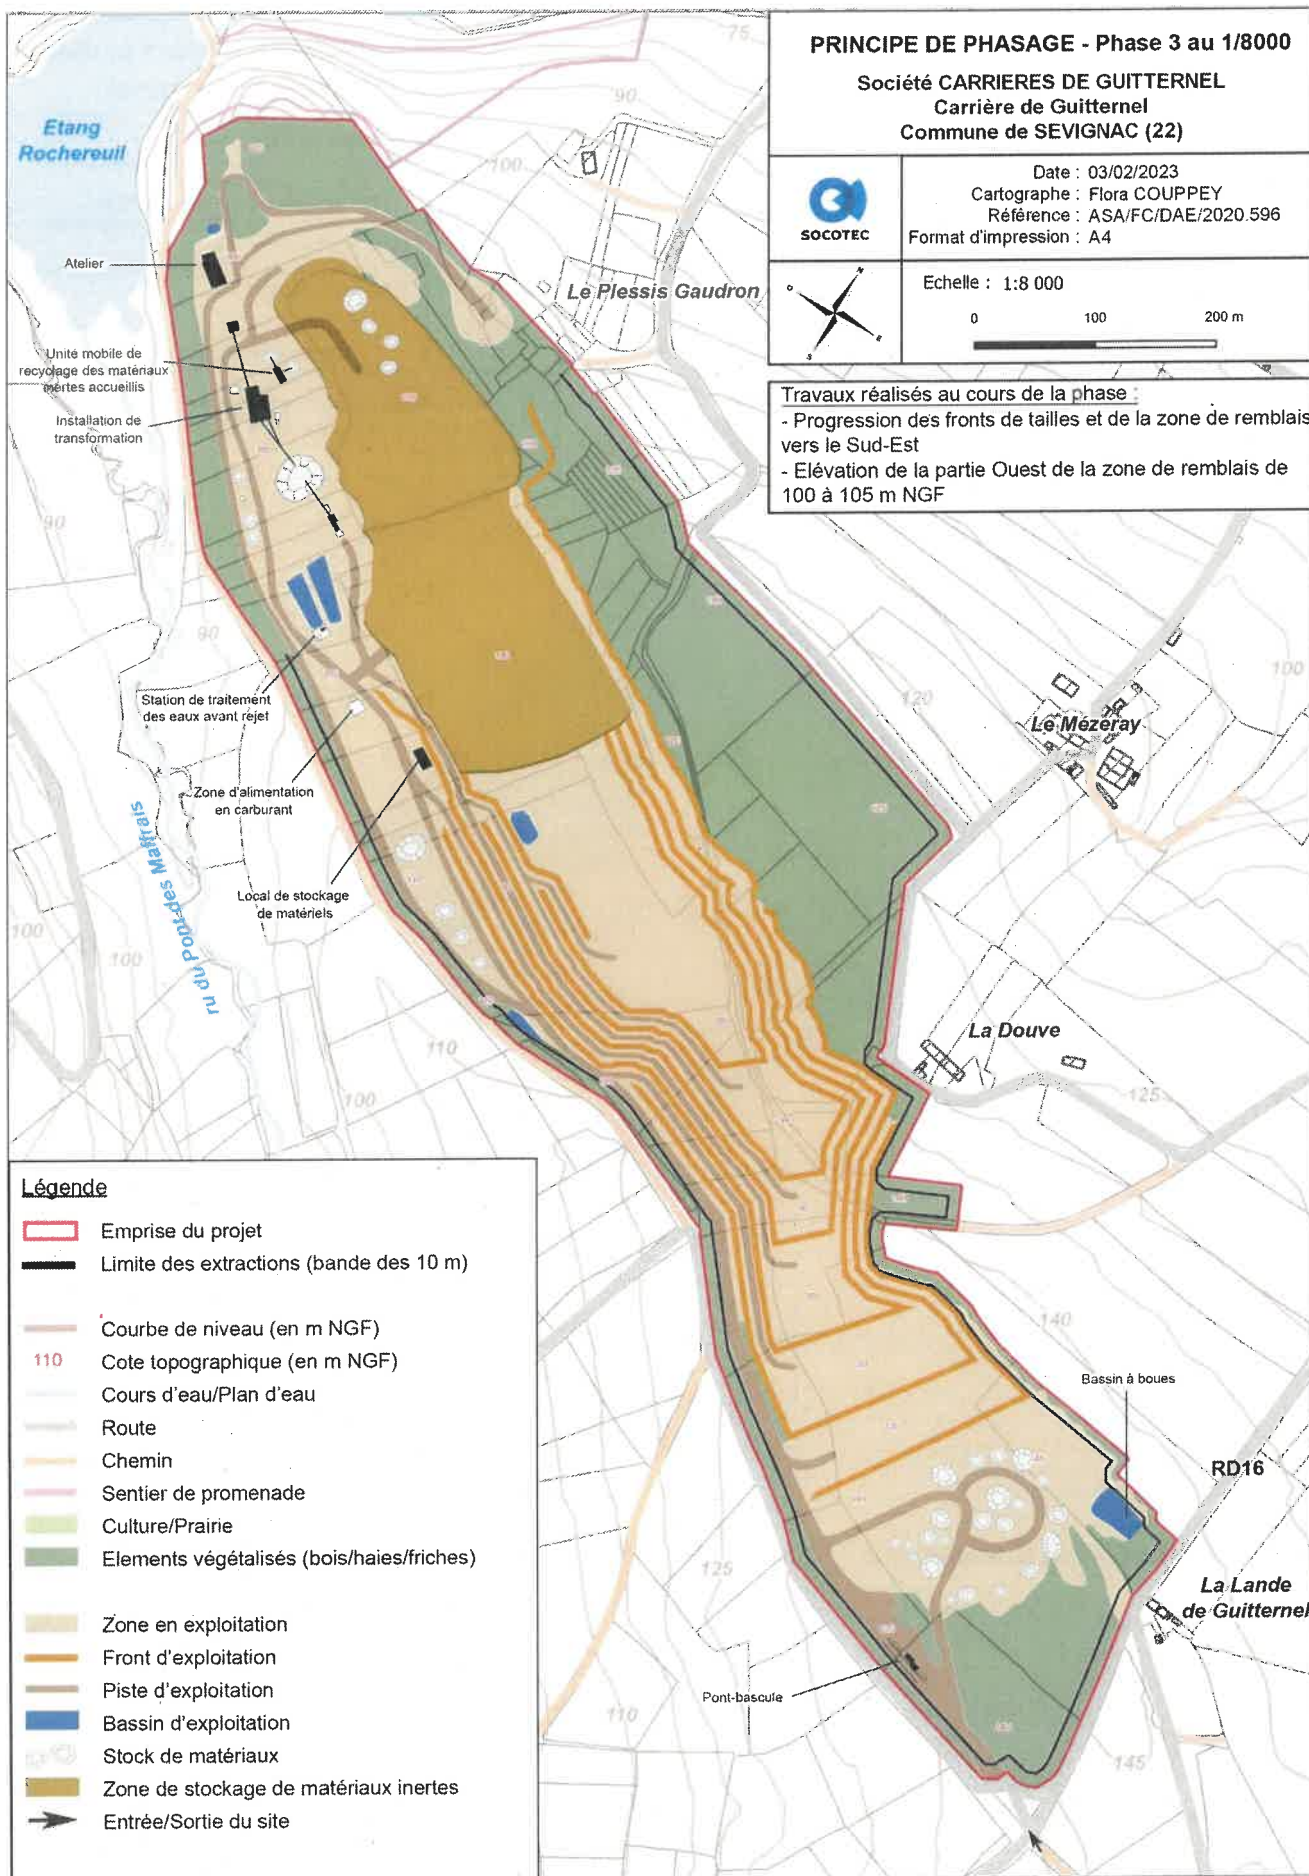 PRINCIPE DE PHASAGE - Phase 3 au 1/8000
Société CARRIERES DE GUITTERNEL
Carrière de Guitternel
Commune de SEVIGNAC (22)
SOCOTEC
Date : 03/02/2023
Cartographe : Flora COUPPEY
Référence : ASA/FC/DAE/2020.596
Format d'impression : A4
N
O
E
S
Echelle : 1:8 000
0 100 200 m
Travaux réalisés au cours de la phase :
- Progression des fronts de tailles et de la zone de remblais
vers le Sud-Est
- Elévation de la partie Ouest de la zone de remblais de
100 à 105 m NGF
75
90
100
Etang
Rochereuil
Atelier
Le Plessis Gaudron
Unité mobile de
recyclage des matériaux
inertes accueillis
Installation de
transformation
90
90
Station de traitement
des eaux avant rejet
120
100
Le Mézeray
Zone d'alimentation
en carburant
ru du Pont des Maffrais
Local de stockage
de matériels
100
100
110
100
La Douve
125
140
Bassin à boues
RD16
125
La Lande
de Guitternel
Pont-bascule
110
145
Légende
Emprise du projet
Limite des extractions (bande des 10 m)
Courbe de niveau (en m NGF)
110 Cote topographique (en m NGF)
Cours d'eau/Plan d'eau
Route
Chemin
Sentier de promenade
Culture/Prairie
Elements végétalisés (bois/haies/friches)
Zone en exploitation
Front d'exploitation
Piste d'exploitation
Bassin d'exploitation
Stock de matériaux
Zone de stockage de matériaux inertes
Entrée/Sortie du site